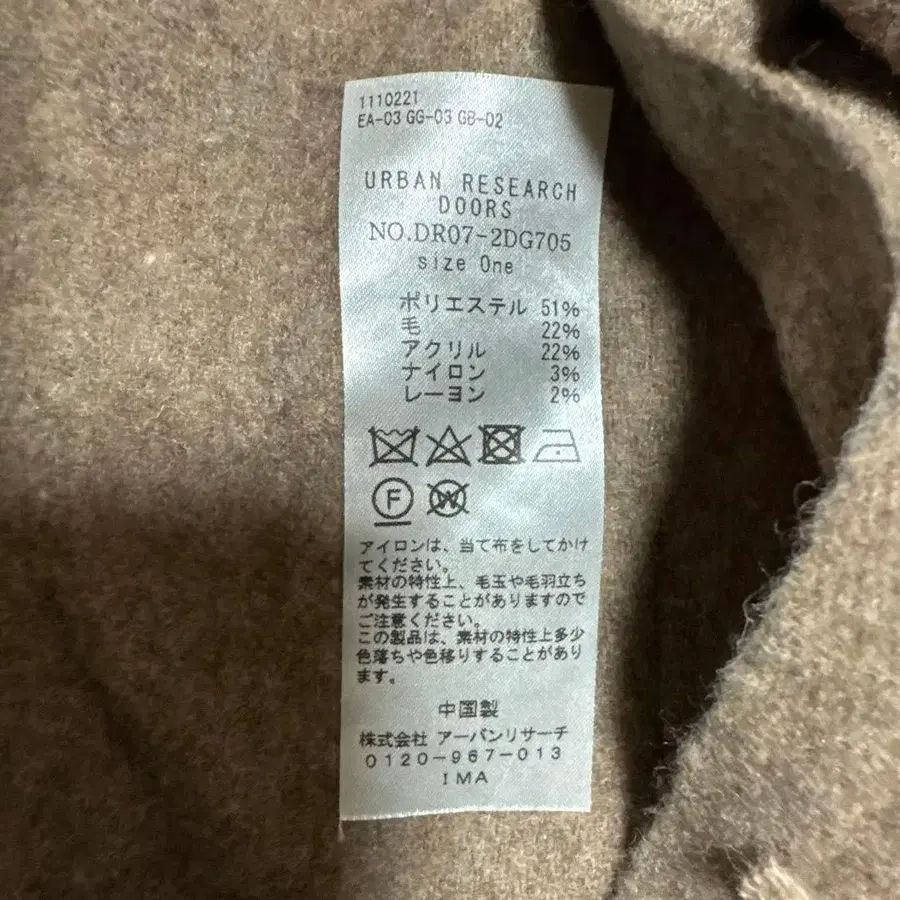 1110221
EA-03 GG-03 GB-02
URBAN RESEARCH
DOORS
NO.DR07-2DG705
size One
ポリエステル 51%
毛 22%
アクリル 22%
ナイロン 3%
レーヨン 2%
F W
アイロンは、当て布をしてかけ
てください。
素材の特性上、毛玉や毛羽立ち
が発生することがありますので
ご注意ください。
この製品は、素材の特性上多少
色落ちや色移りすることがあり
ます。
中国製
株式会社 アーバンリサーチ
0120-967-013
IMA